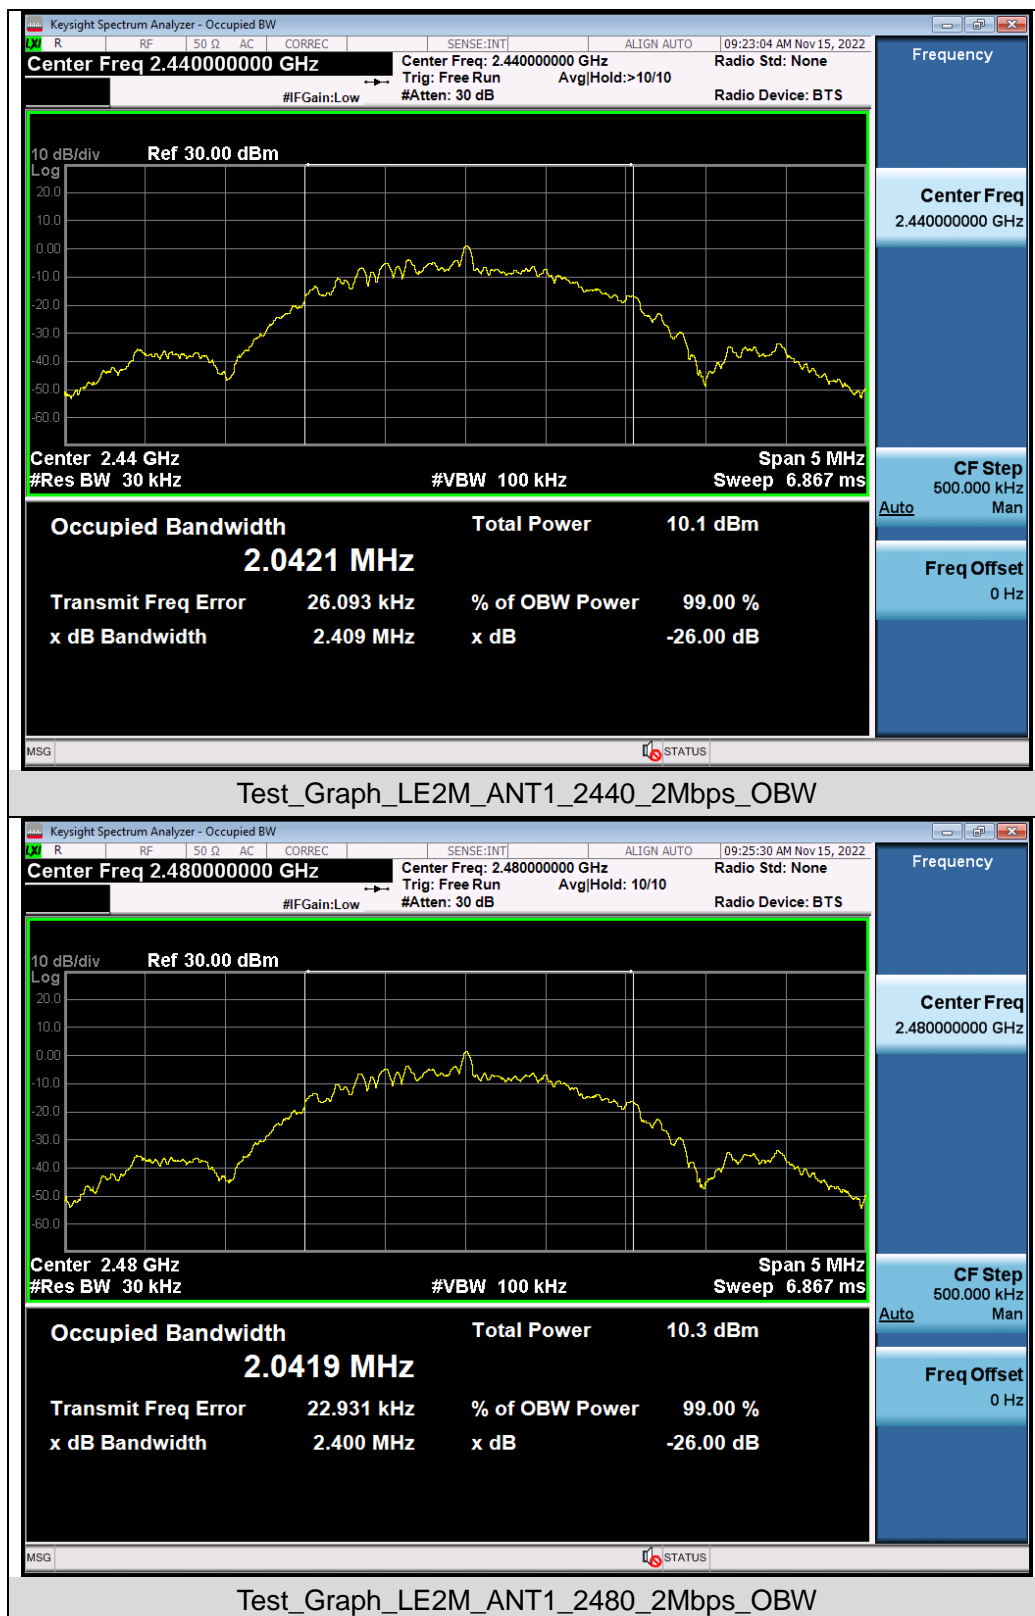 Keysight Spectrum Analyzer - Occupied BW
LXI R RF 50 Ω AC CORREC SENSE:INT ALIGN AUTO 09:23:04 AM Nov 15, 2022
Center Freq 2.440000000 GHz
Center Freq: 2.440000000 GHz Radio Std: None
Trig: Free Run Avg|Hold:>10/10
#IFGain:Low #Atten: 30 dB Radio Device: BTS
10 dB/div Ref 30.00 dBm
Log
20.0
10.0
0.00
-10.0
-20.0
-30.0
-40.0
-50.0
-60.0
Center 2.44 GHz Span 5 MHz
#Res BW 30 kHz #VBW 100 kHz Sweep 6.867 ms
Occupied Bandwidth Total Power 10.1 dBm
2.0421 MHz
Transmit Freq Error 26.093 kHz % of OBW Power 99.00 %
x dB Bandwidth 2.409 MHz x dB -26.00 dB
MSG STATUS
Frequency
Center Freq
2.440000000 GHz
CF Step
500.000 kHz
Auto Man
Freq Offset
0 Hz
Test_Graph_LE2M_ANT1_2440_2Mbps_OBW
Keysight Spectrum Analyzer - Occupied BW
LXI R RF 50 Ω AC CORREC SENSE:INT ALIGN AUTO 09:25:30 AM Nov 15, 2022
Center Freq 2.480000000 GHz
Center Freq: 2.480000000 GHz Radio Std: None
Trig: Free Run Avg|Hold: 10/10
#IFGain:Low #Atten: 30 dB Radio Device: BTS
10 dB/div Ref 30.00 dBm
Log
20.0
10.0
0.00
-10.0
-20.0
-30.0
-40.0
-50.0
-60.0
Center 2.48 GHz Span 5 MHz
#Res BW 30 kHz #VBW 100 kHz Sweep 6.867 ms
Occupied Bandwidth Total Power 10.3 dBm
2.0419 MHz
Transmit Freq Error 22.931 kHz % of OBW Power 99.00 %
x dB Bandwidth 2.400 MHz x dB -26.00 dB
MSG STATUS
Frequency
Center Freq
2.480000000 GHz
CF Step
500.000 kHz
Auto Man
Freq Offset
0 Hz
Test_Graph_LE2M_ANT1_2480_2Mbps_OBW